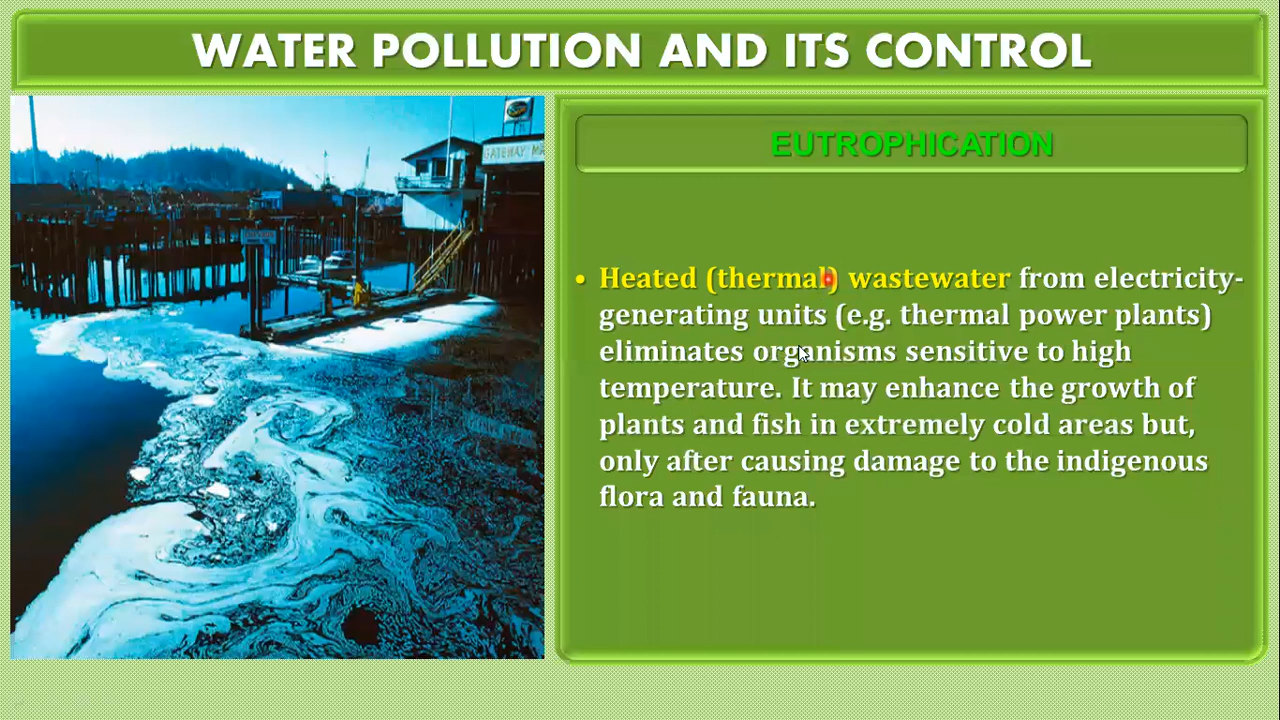 WATER POLLUTION AND ITS CONTROL
GATEWAY MA
EUTROPHICATION
• Heated (thermal) wastewater from electricity-
generating units (e.g. thermal power plants)
eliminates organisms sensitive to high
temperature. It may enhance the growth of
plants and fish in extremely cold areas but,
only after causing damage to the indigenous
flora and fauna.